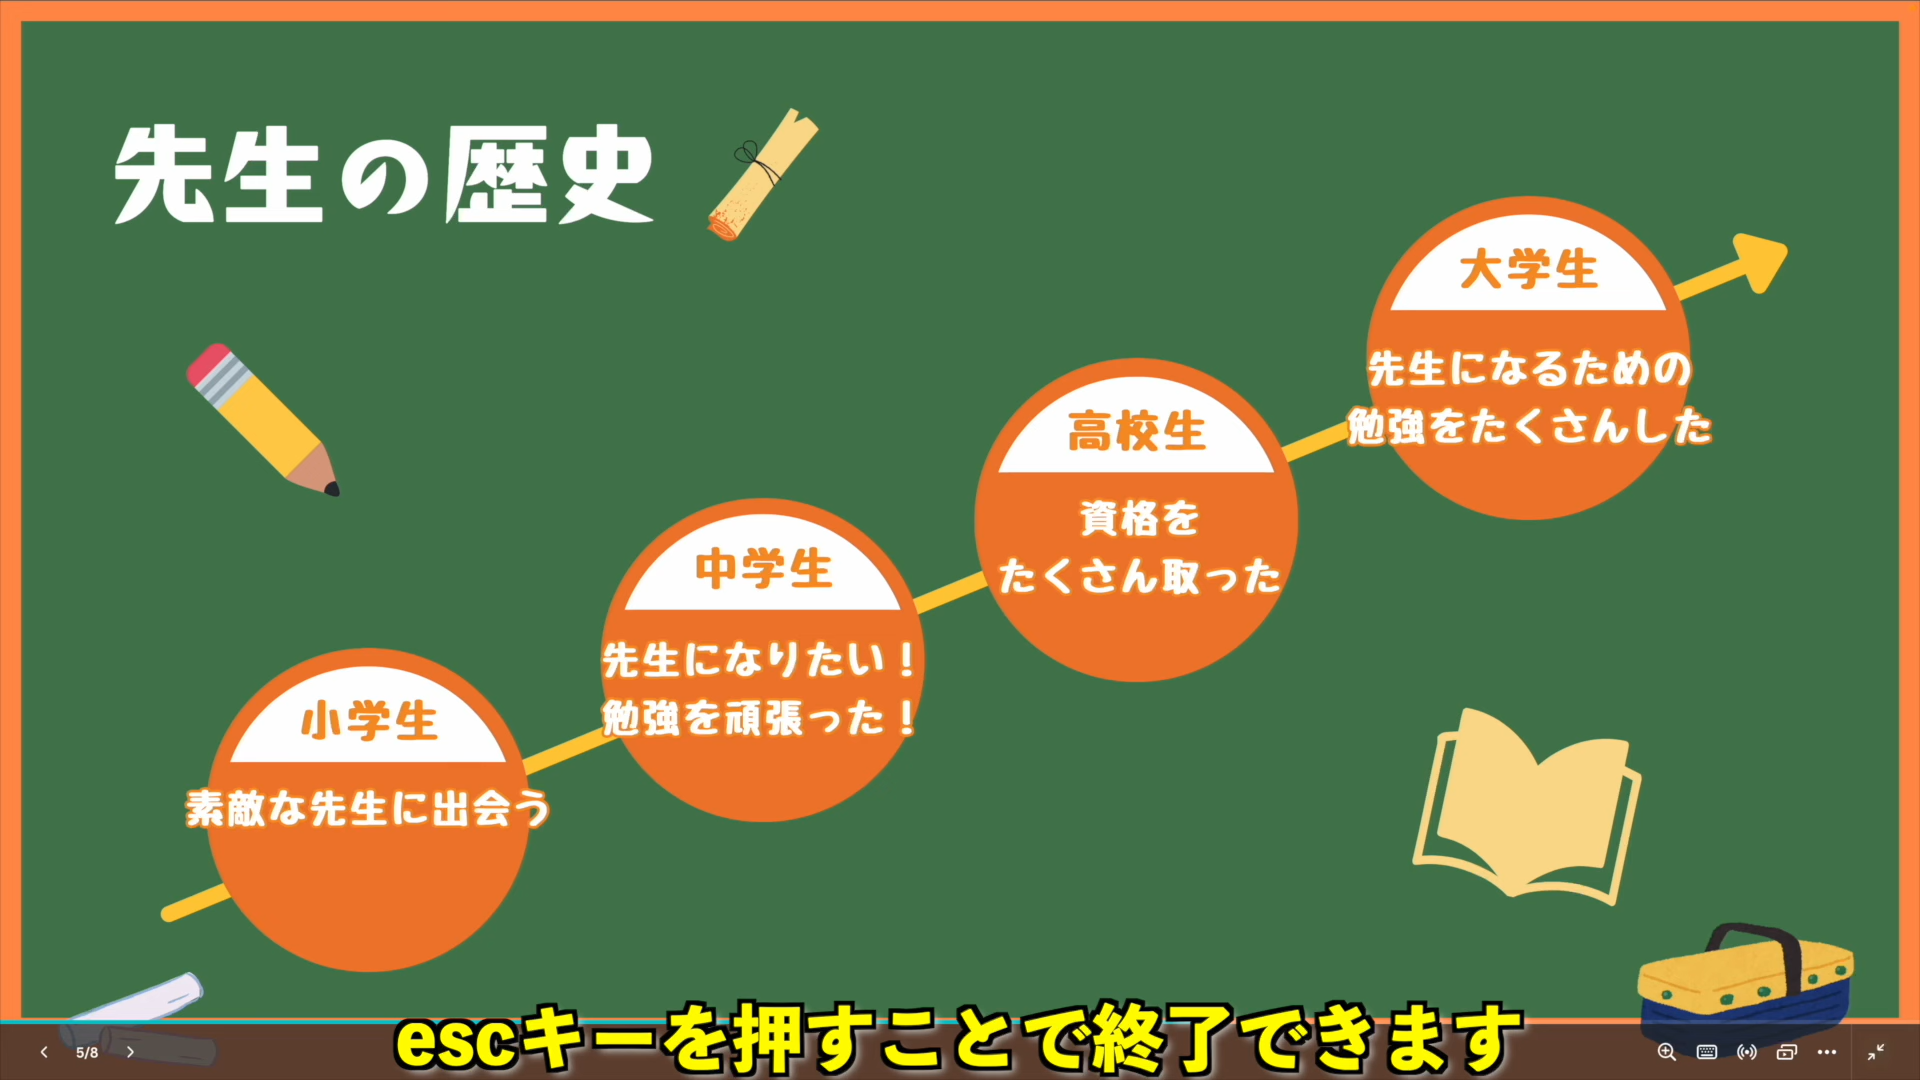 先生の歴史
小学生
素敵な先生に出会う
中学生
先生になりたい！
勉強を頑張った！
高校生
資格を
たくさん取った
大学生
先生になるための
勉強をたくさんした
escキーを押すことで終了できます
5/8